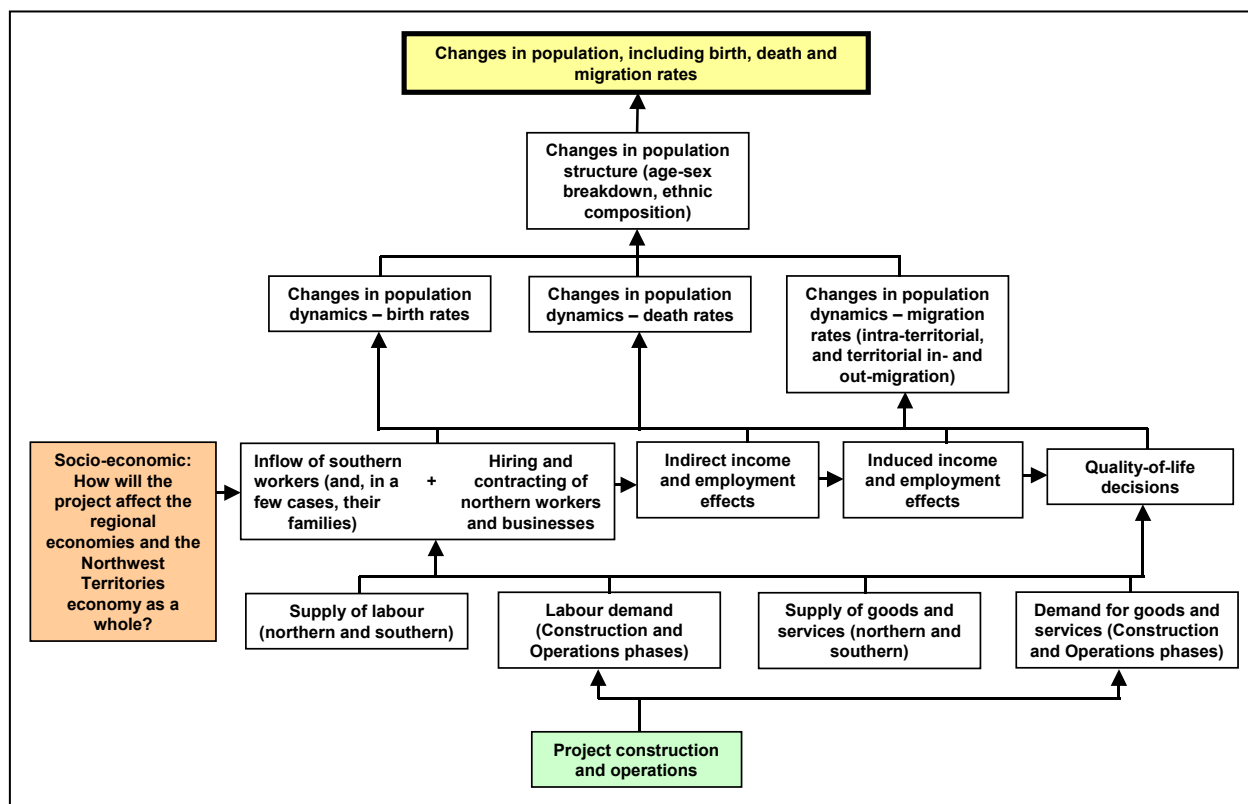 Changes in population, including birth, death and
migration rates
Changes in population
structure (age-sex
breakdown, ethnic
composition)
Changes in population
dynamics – birth rates
Changes in population
dynamics – death rates
Changes in population
dynamics – migration
rates (intra-territorial,
and territorial in- and
out-migration)
Socio-economic:
How will the
project affect the
regional
economies and the
Northwest
Territories
economy as a
whole?
Inflow of southern
workers (and, in a
few cases, their
families)
+
Hiring and
contracting of
northern workers
and businesses
Indirect income
and employment
effects
Induced income
and employment
effects
Quality-of-life
decisions
Supply of labour
(northern and southern)
Labour demand
(Construction and
Operations phases)
Supply of goods and
services (northern and
southern)
Demand for goods and
services (Construction
and Operations phases)
Project construction
and operations